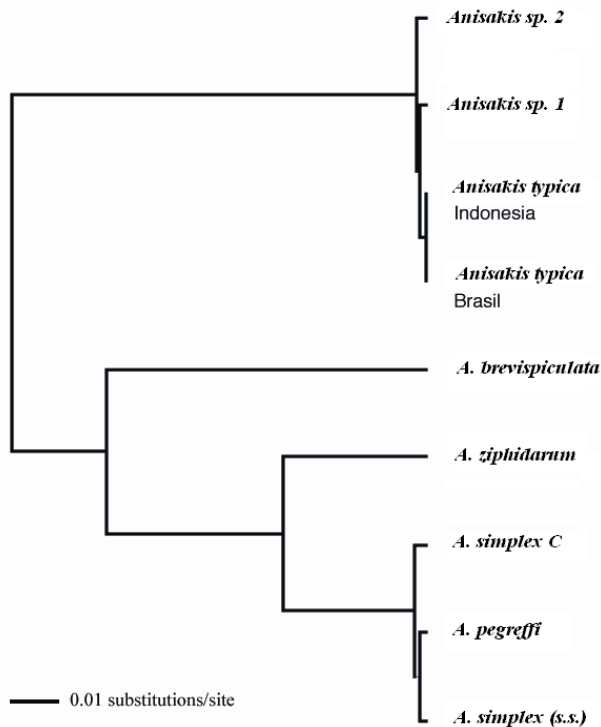 Anisakis sp. 2
Anisakis sp. 1
Anisakis typica
Indonesia
Anisakis typica
Brasil
A. brevispiculata
A. ziphidarum
A. simplex C
A. pegreffi
A. simplex (s.s.)
0.01 substitutions/site